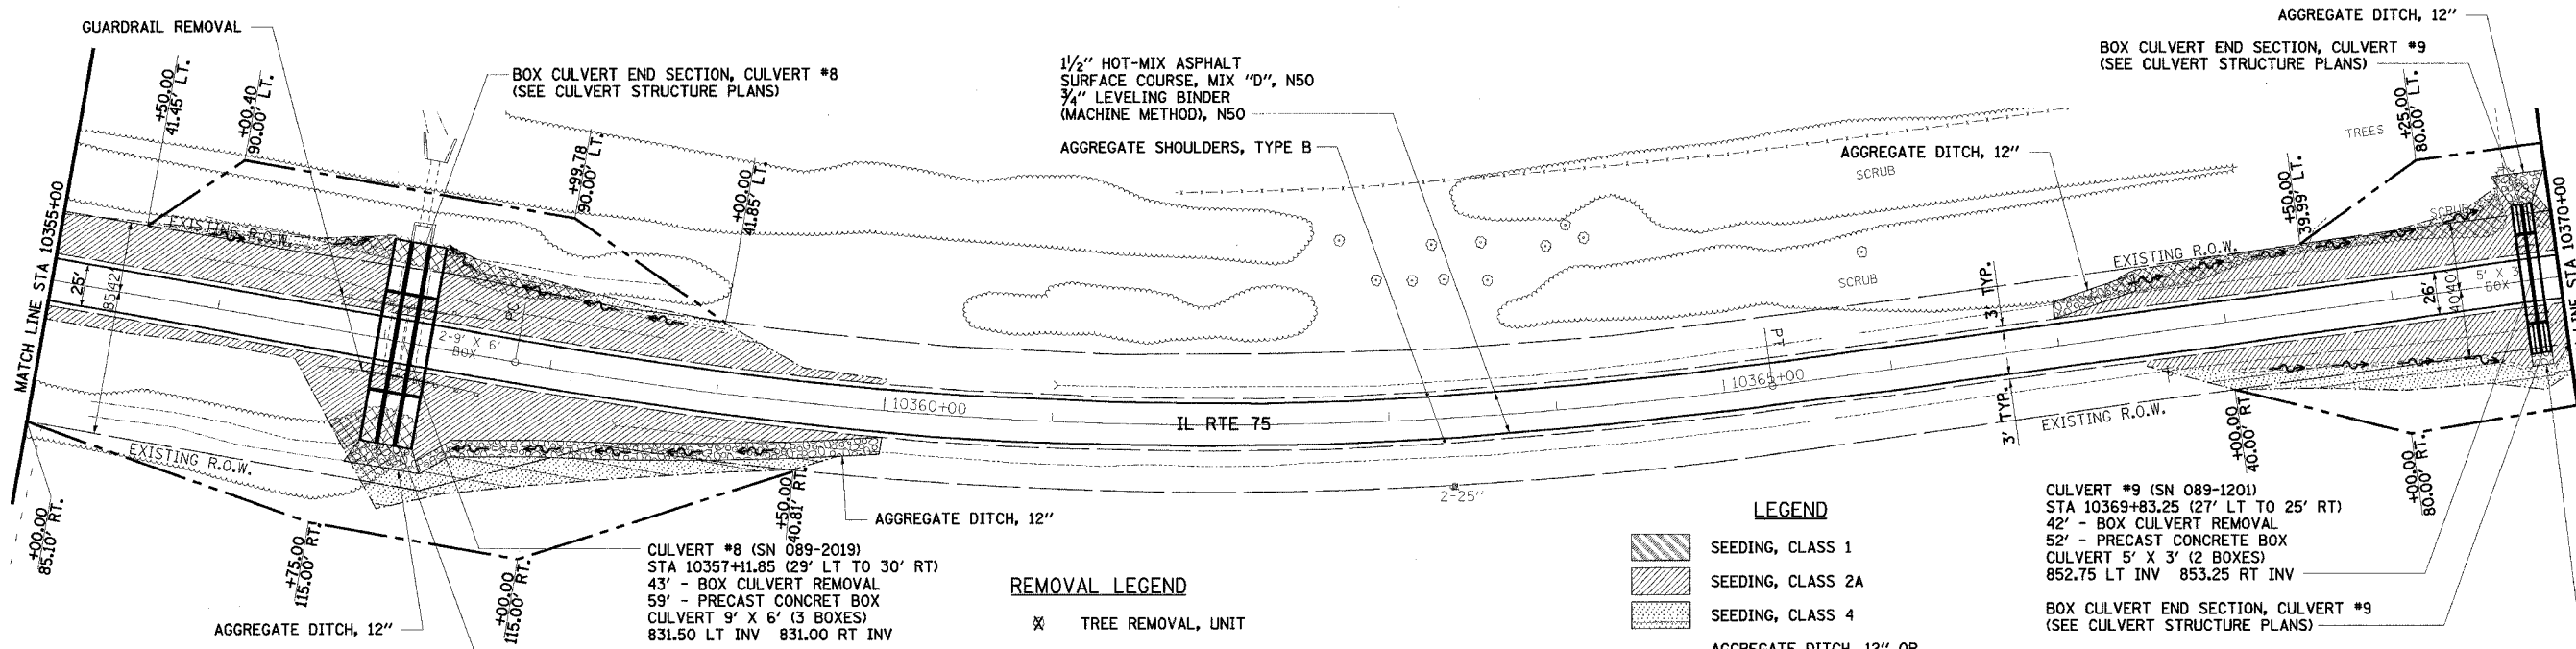 GUARDRAIL REMOVAL
BOX CULVERT END SECTION, CULVERT #8
(SEE CULVERT STRUCTURE PLANS)
1½" HOT-MIX ASPHALT
SURFACE COURSE, MIX "D", N50
¾" LEVELING BINDER
(MACHINE METHOD), N50
AGGREGATE SHOULDERS, TYPE B
AGGREGATE DITCH, 12"
BOX CULVERT END SECTION, CULVERT #9
(SEE CULVERT STRUCTURE PLANS)
AGGREGATE DITCH, 12"
+50.00
41.45' LT.
+00.40
90.00' LT.
+99.78
90.00' LT.
+00.00
41.85' LT.
+50.00
39.99' LT.
+25.00
80.00' LT.
TREES
SCRUB
SCRUB
SCRUB
MATCH LINE STA 10355+00
EXISTING R.O.W.
25'
85'
42'
2-9' X 6'
BOX
PC
10360+00
IL RTE 75
10365+00
PT
3' TYP.
3' TYP.
EXISTING R.O.W.
26'
40'
40'
5' X 3'
BOX
LINE STA 10370+00
EXISTING R.O.W.
EXISTING R.O.W.
2-25"
+00.00
85.10' RT.
+75.00
115.00' RT.
+00.00
115.00' RT.
+50.00
40.81' RT.
+00.00
40.00' RT.
+00.00
80.00' RT.
AGGREGATE DITCH, 12"
AGGREGATE DITCH, 12"
CULVERT #8 (SN 089-2019)
STA 10357+11.85 (29' LT TO 30' RT)
43' - BOX CULVERT REMOVAL
59' - PRECAST CONCRET BOX
CULVERT 9' X 6' (3 BOXES)
831.50 LT INV 831.00 RT INV
REMOVAL LEGEND
TREE REMOVAL, UNIT
LEGEND
SEEDING, CLASS 1
SEEDING, CLASS 2A
SEEDING, CLASS 4
AGGREGATE DITCH, 12" OR
CULVERT #9 (SN 089-1201)
STA 10369+83.25 (27' LT TO 25' RT)
42' - BOX CULVERT REMOVAL
52' - PRECAST CONCRETE BOX
CULVERT 5' X 3' (2 BOXES)
852.75 LT INV 853.25 RT INV
BOX CULVERT END SECTION, CULVERT #9
(SEE CULVERT STRUCTURE PLANS)